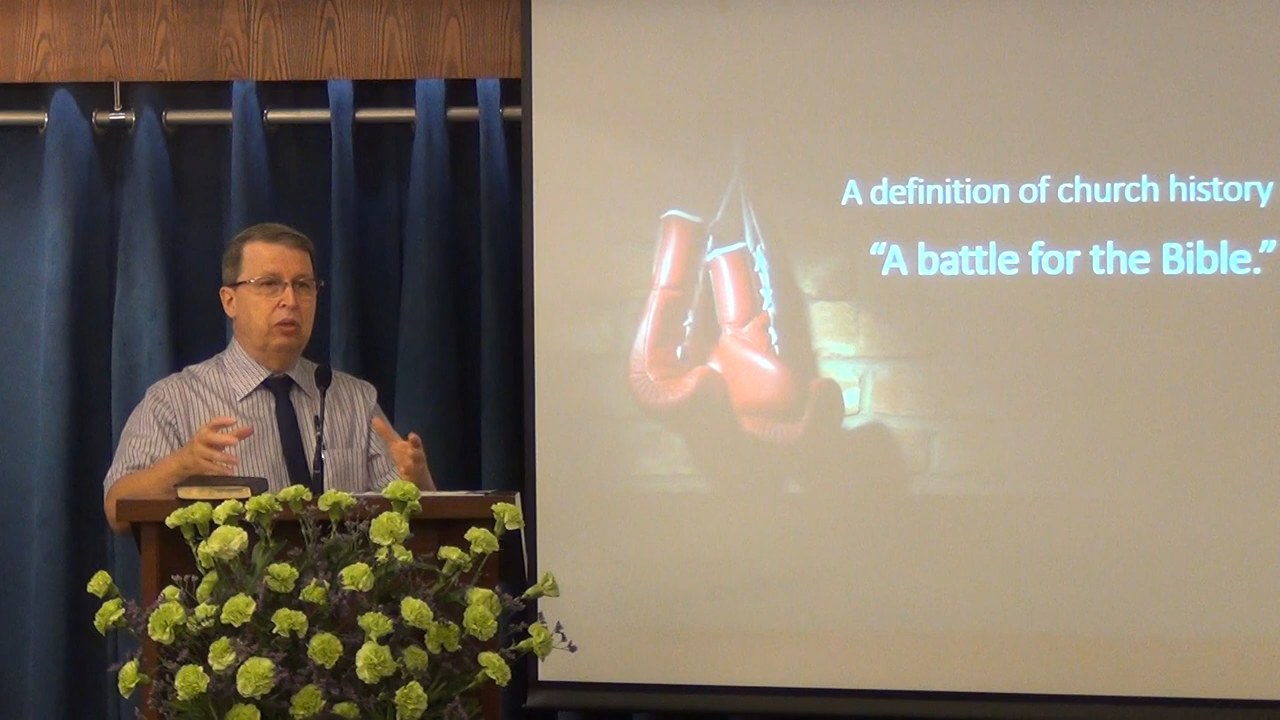 A definition of church history
“A battle for the Bible.”